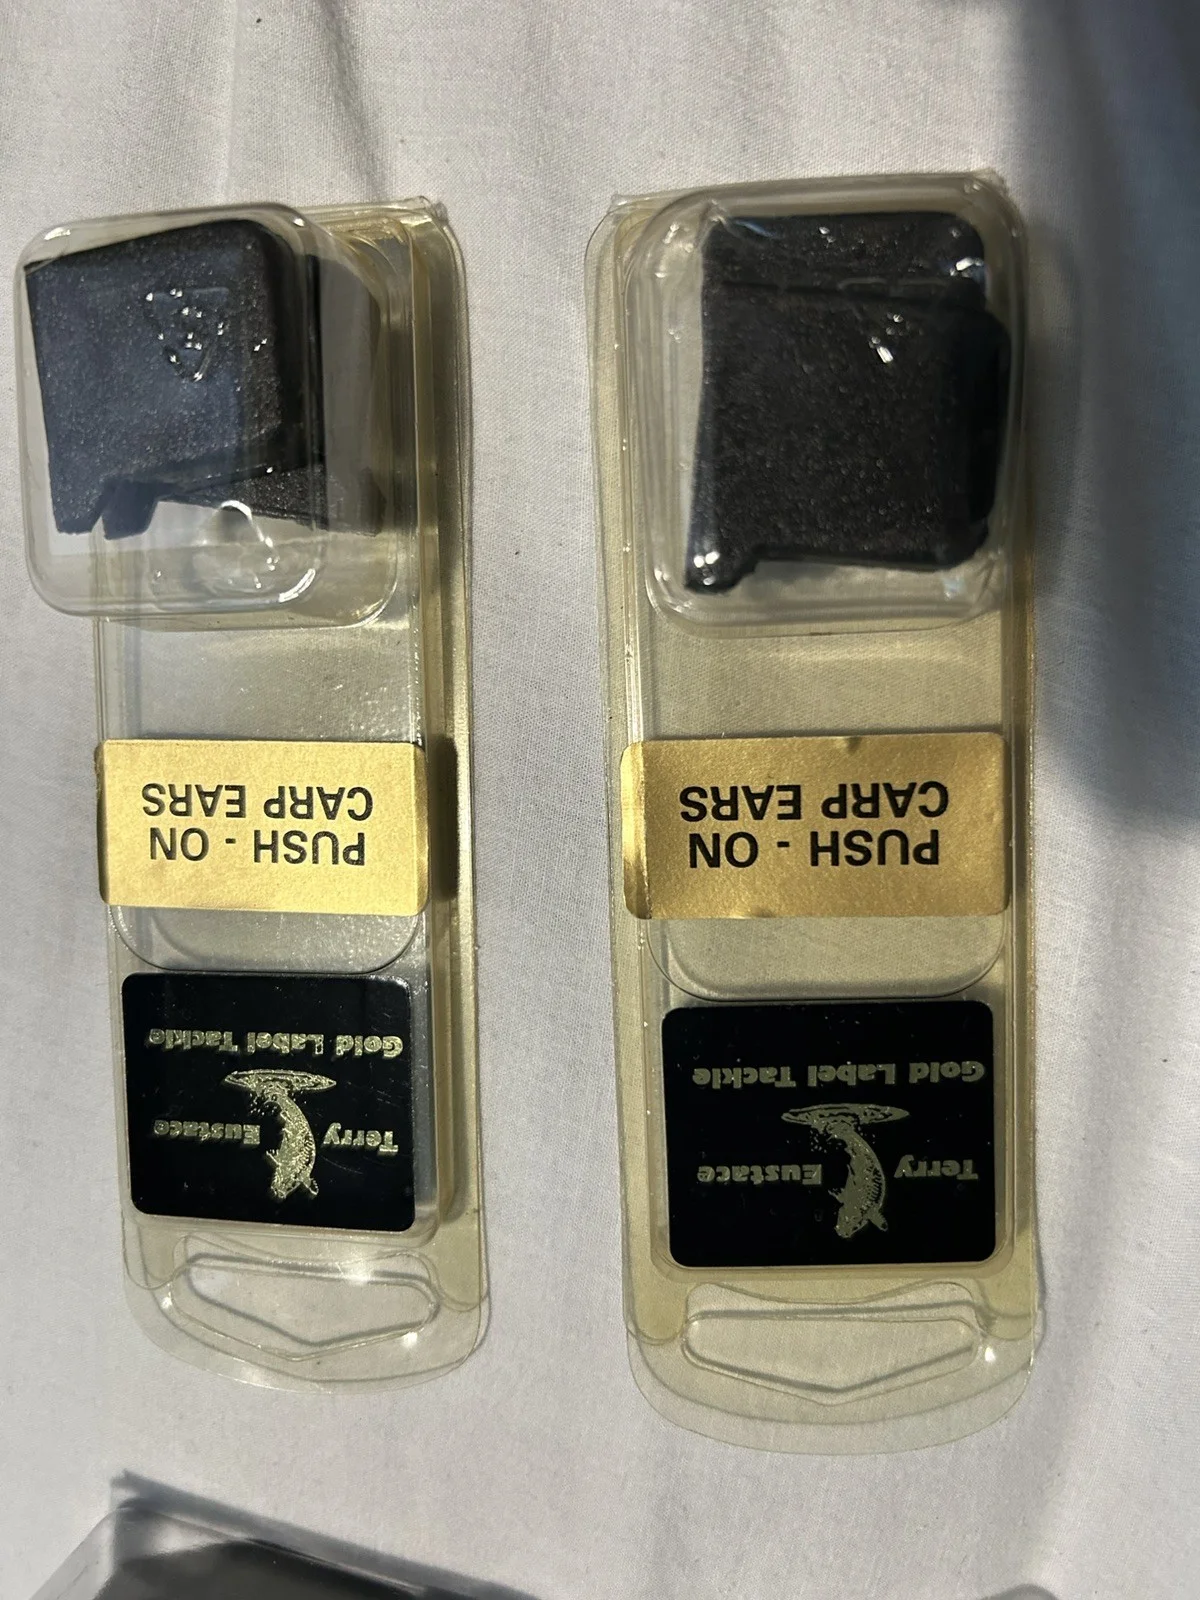 Terry Eustace
Gold Label Tackle
PUSH - ON
CARP EARS
Terry Eustace
Gold Label Tackle
PUSH - ON
CARP EARS